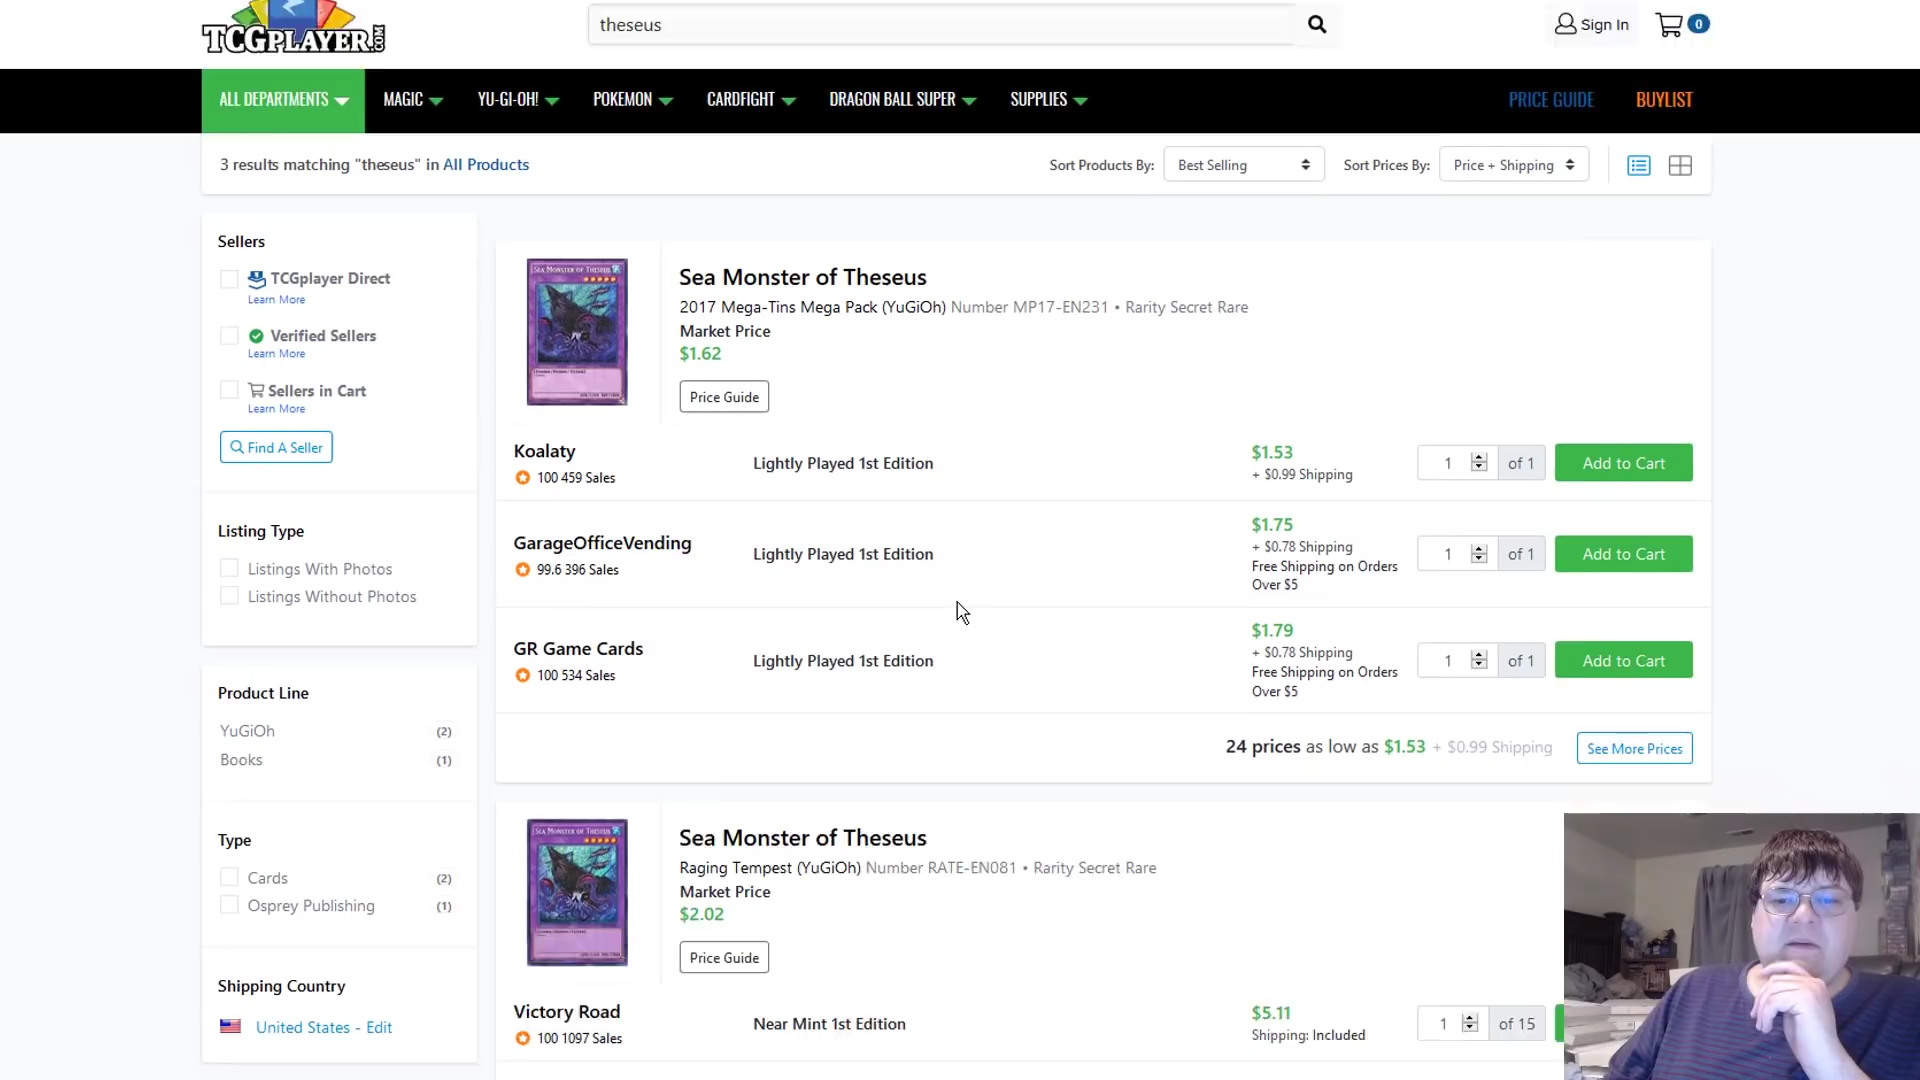 TCGPLAYER.COM
theseus
Sign In
0
ALL DEPARTMENTS
MAGIC
YU-GI-OH!
POKEMON
CARDFIGHT
DRAGON BALL SUPER
SUPPLIES
PRICE GUIDE
BUYLIST
3 results matching "theseus" in All Products
Sort Products By:
Best Selling
Sort Prices By:
Price + Shipping
Sellers
TCGplayer Direct
Learn More
Verified Sellers
Learn More
Sellers in Cart
Learn More
Find A Seller
Listing Type
Listings With Photos
Listings Without Photos
Product Line
YuGiOh (2)
Books (1)
Type
Cards (2)
Osprey Publishing (1)
Shipping Country
United States - Edit
SEA MONSTER OF THESEUS
Sea Monster of Theseus
2017 Mega-Tins Mega Pack (YuGiOh) Number MP17-EN231 • Rarity Secret Rare
Market Price
$1.62
Price Guide
Koalaty
100 459 Sales
Lightly Played 1st Edition
$1.53
+ $0.99 Shipping
1 of 1
Add to Cart
GarageOfficeVending
99.6 396 Sales
Lightly Played 1st Edition
$1.75
+ $0.78 Shipping
Free Shipping on Orders
Over $5
1 of 1
Add to Cart
GR Game Cards
100 534 Sales
Lightly Played 1st Edition
$1.79
+ $0.78 Shipping
Free Shipping on Orders
Over $5
1 of 1
Add to Cart
24 prices as low as $1.53 + $0.99 Shipping
See More Prices
SEA MONSTER OF THESEUS
Sea Monster of Theseus
Raging Tempest (YuGiOh) Number RATE-EN081 • Rarity Secret Rare
Market Price
$2.02
Price Guide
Victory Road
100 1097 Sales
Near Mint 1st Edition
$5.11
Shipping: Included
1 of 15